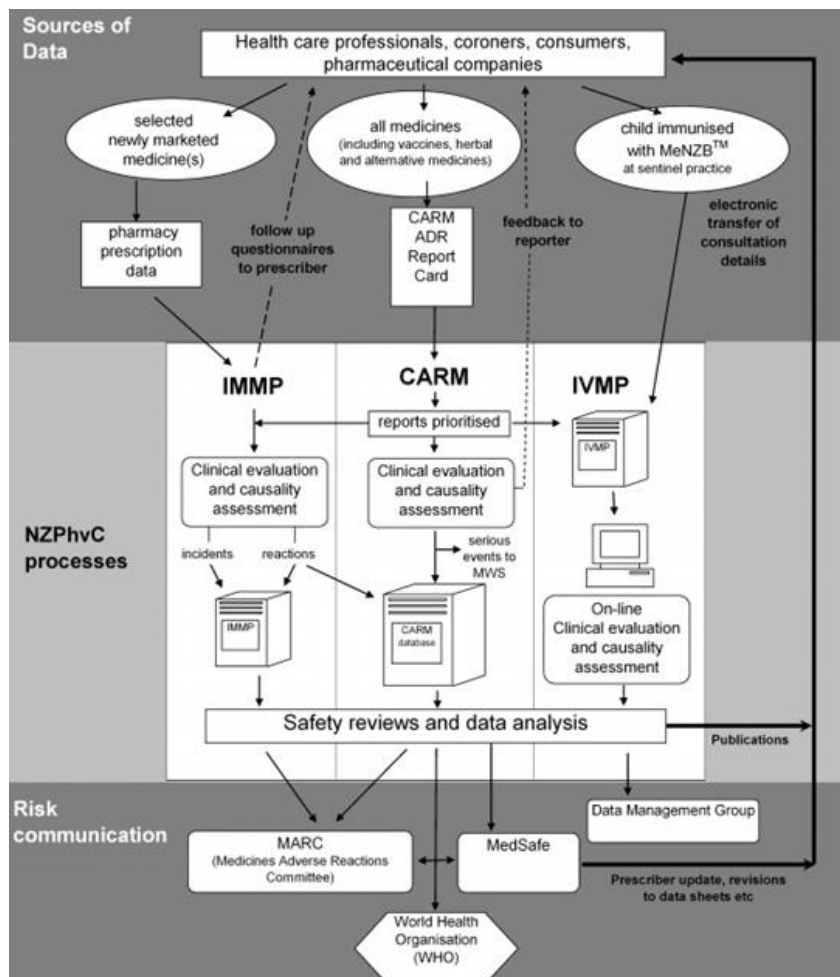 Sources of
Data
Health care professionals, coroners, consumers,
pharmaceutical companies
selected
newly marketed
medicine(s)
all medicines
(including vaccines, herbal
and alternative medicines)
child immunised
with MeNZB™
at sentinel practice
pharmacy
prescription
data
follow up
questionnaires
to prescriber
CARM
ADR
Report
Card
feedback to
reporter
electronic
transfer of
consultation
details
IMMP
CARM
IVMP
reports prioritised
IVMP
Clinical evaluation
and causality
assessment
Clinical evaluation
and causality
assessment
NZPhvC
processes
incidents
reactions
serious
events to
MWS
IMMP
CARM
database
On-line
Clinical evaluation
and causality
assessment
Safety reviews and data analysis
Publications
Risk
communication
Data Management Group
MARC
(Medicines Adverse Reactions
Committee)
MedSafe
Prescriber update, revisions
to data sheets etc
World Health
Organisation
(WHO)